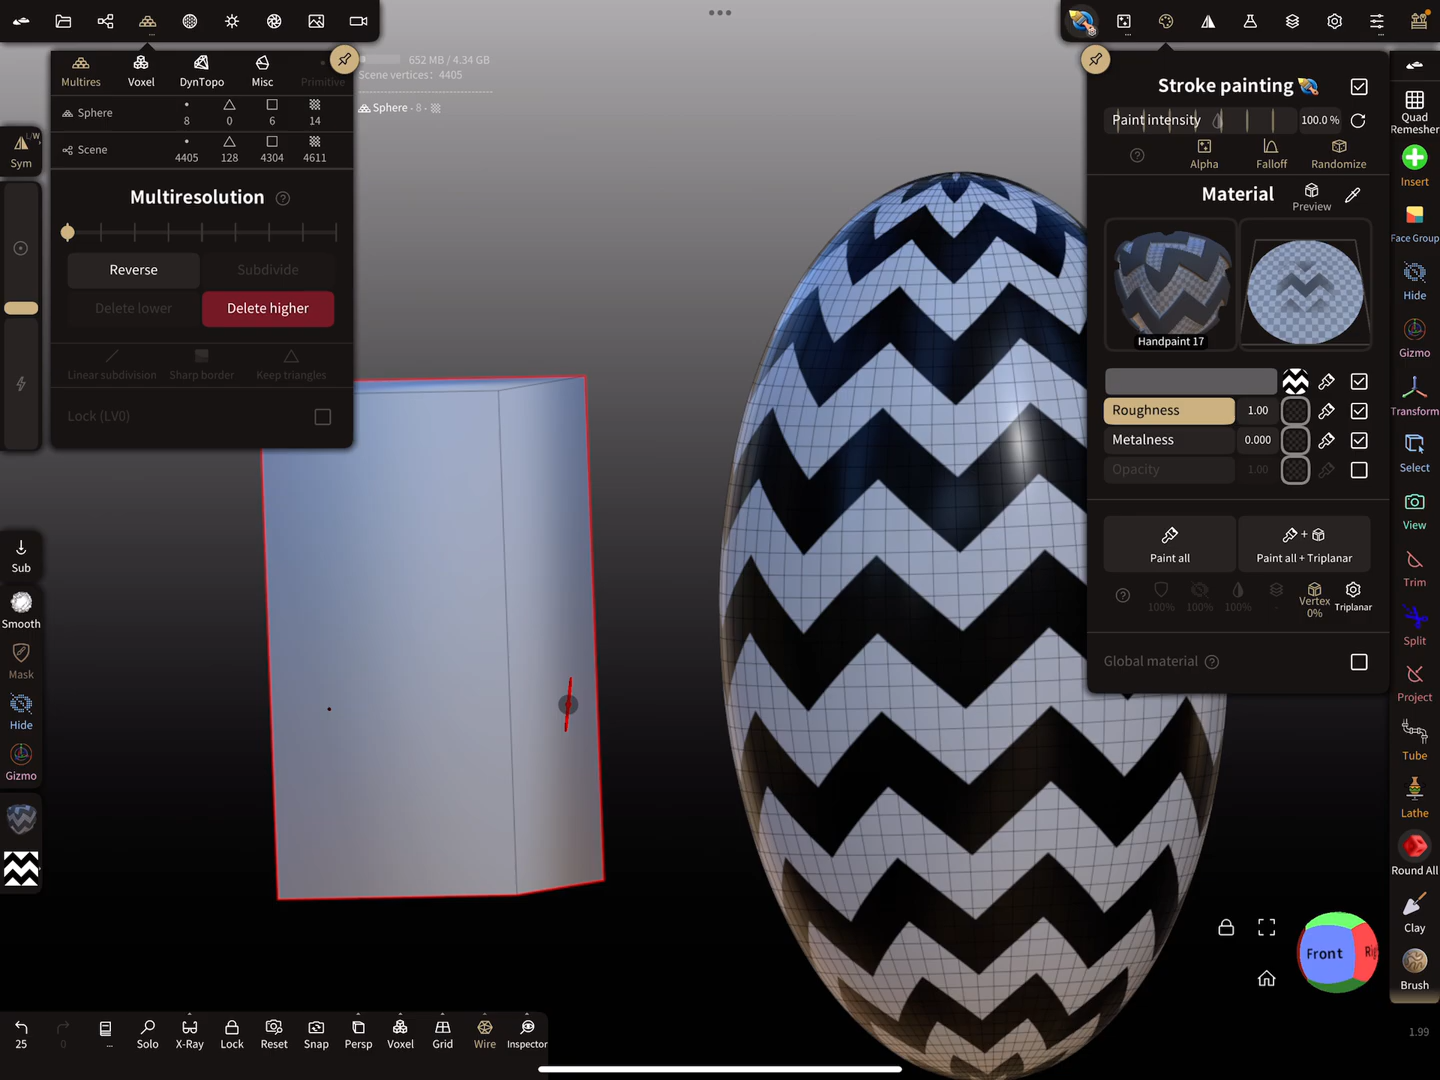 Multires
Voxel
DynTopo
Misc
Primitive
Sphere
8
0
6
14
Scene
4405
128
4304
4611
Multiresolution
Reverse
Subdivide
Delete lower
Delete higher
Linear subdivision
Sharp border
Keep triangles
Lock (LV0)
652 MB / 4.34 GB
Scene vertices: 4405
Sphere - 8 -
L/W
Sym
Sub
Smooth
Mask
Hide
Gizmo
Stroke painting
Paint intensity
100.0 %
Alpha
Falloff
Randomize
Material
Preview
Handpaint 17
Roughness
1.00
Metalness
0.000
Opacity
1.00
Paint all
Paint all + Triplanar
100%
100%
100%
-
Vertex
0%
Triplanar
Global material
Quad
Remesher
Insert
Face Group
Hide
Gizmo
Transform
Select
View
Trim
Split
Project
Tube
Lathe
Round All
Clay
Brush
Front
1.99
25
0
...
Solo
X-Ray
Lock
Reset
Snap
Persp
Voxel
Grid
Wire
Inspector